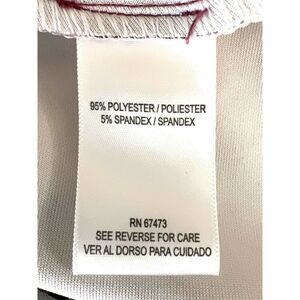 95% POLYESTER / POLIESTER
5% SPANDEX / SPANDEX
RN 67473
SEE REVERSE FOR CARE
VER AL DORSO PARA CUIDADO